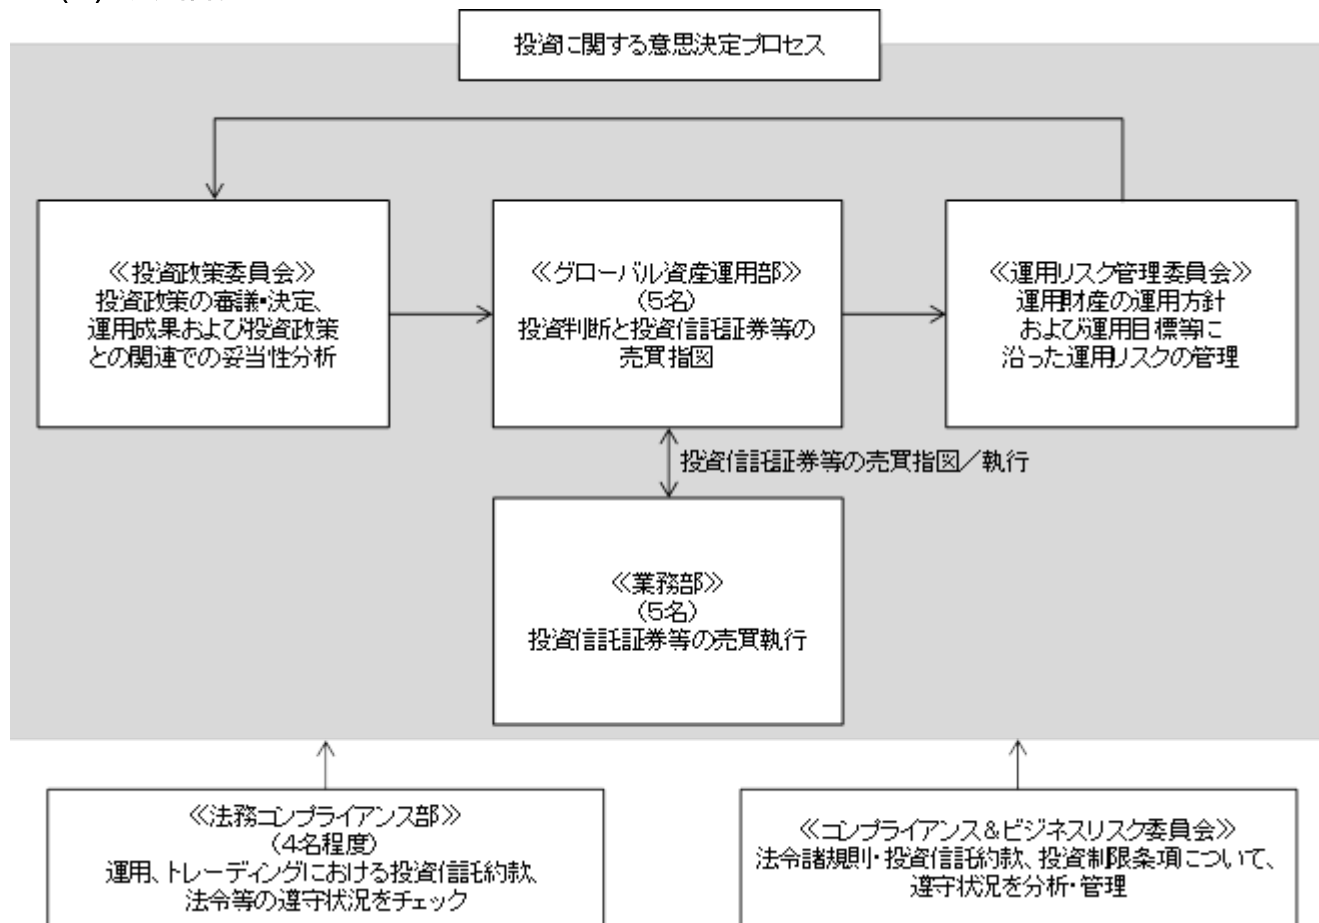 投資に関する意思決定プロセス
≪投資政策委員会≫
投資政策の審議・決定、
運用成果および投資政策
との関連での妥当性分析
≪グローバル資産運用部≫
(5名)
投資判断と投資信託証券等の
売買指図
≪運用リスク管理委員会≫
運用財産の運用方針
および運用目標等に
沿った運用リスクの管理
投資信託証券等の売買指図／執行
≪業務部≫
(5名)
投資信託証券等の売買執行
≪法務コンプライアンス部≫
(4名程度)
運用、トレーディングにおける投資信託約款、
法令等の遵守状況をチェック
≪コンプライアンス＆ビジネスリスク委員会≫
法令諸規則・投資信託約款、投資制限条項について、
遵守状況を分析・管理